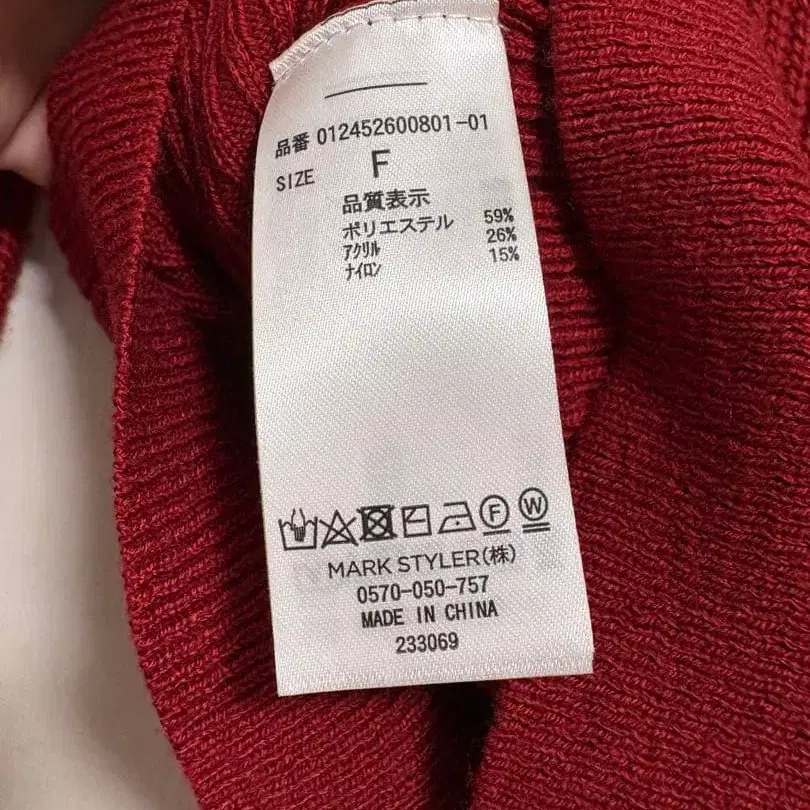 品番 012452600801-01
SIZE F
品質表示
ポリエステル 59%
アクリル 26%
ナイロン 15%
F W
MARK STYLER(株)
0570-050-757
MADE IN CHINA
233069